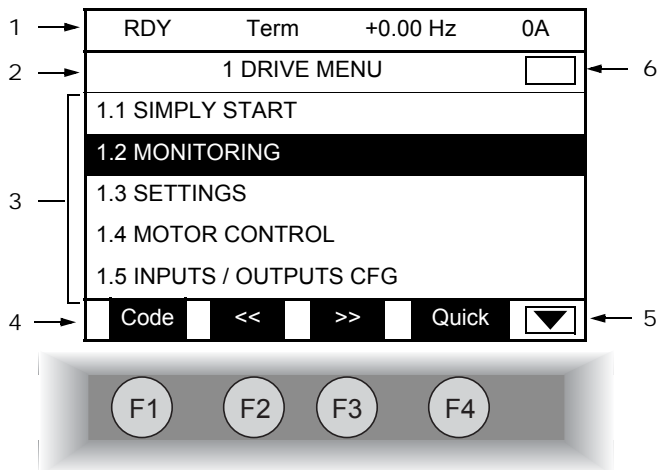 1 RDY Term +0.00 Hz 0A
2 1 DRIVE MENU 6
1.1 SIMPLY START
1.2 MONITORING
3 1.3 SETTINGS
1.4 MOTOR CONTROL
1.5 INPUTS / OUTPUTS CFG
4 Code << >> Quick 5
F1 F2 F3 F4